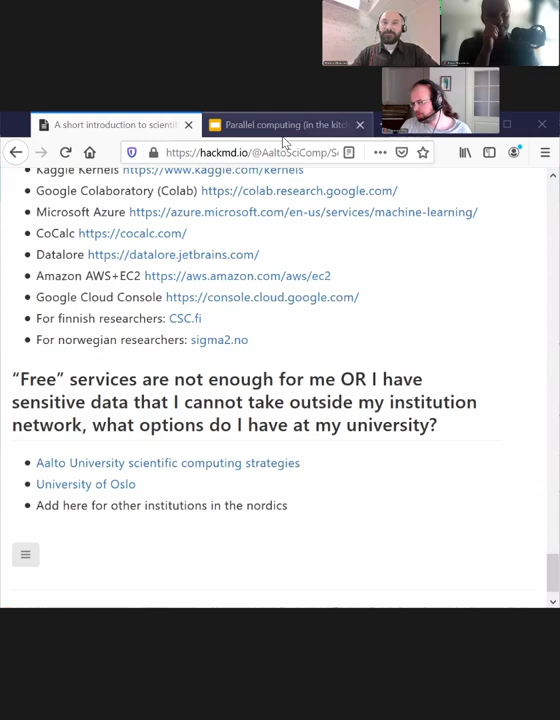 A short introduction to scientif
Parallel computing (in the kitch
https://hackmd.io/@AaltoSciComp/S
Kaggle Kernels https://www.kaggle.com/kernels
Google Colaboratory (Colab) https://colab.research.google.com/
Microsoft Azure https://azure.microsoft.com/en-us/services/machine-learning/
CoCalc https://cocalc.com/
Datalore https://datalore.jetbrains.com/
Amazon AWS+EC2 https://aws.amazon.com/aws/ec2
Google Cloud Console https://console.cloud.google.com/
For finnish researchers: CSC.fi
For norwegian researchers: sigma2.no
“Free” services are not enough for me OR I have
sensitive data that I cannot take outside my institution
network, what options do I have at my university?
Aalto University scientific computing strategies
University of Oslo
Add here for other institutions in the nordics